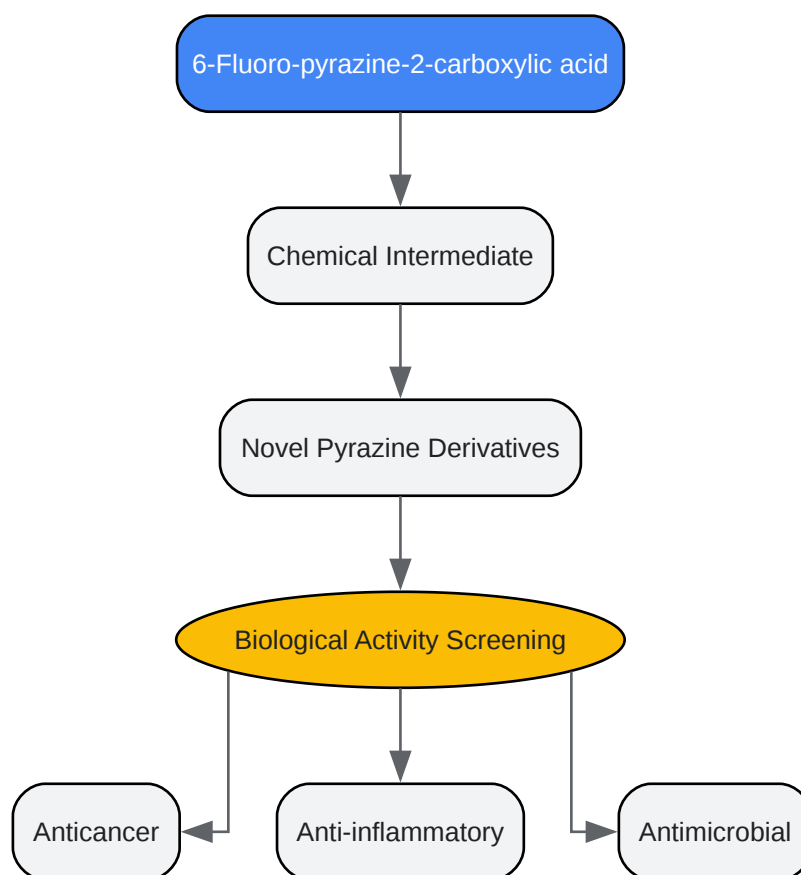 6-Fluoro-pyrazine-2-carboxylic acid
Chemical Intermediate
Novel Pyrazine Derivatives
Biological Activity Screening
Anticancer
Anti-inflammatory
Antimicrobial